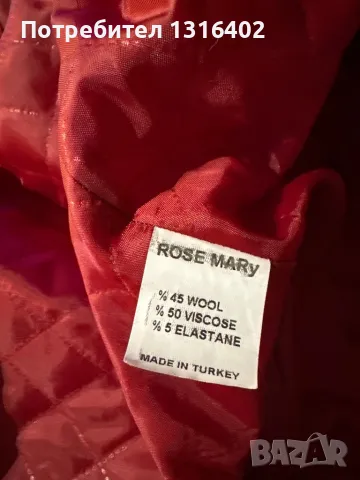 Потребител 1316402
ROSE MARy
% 45 WOOL
% 50 VISCOSE
% 5 ELASTANE
MADE IN TURKEY
BAZAR